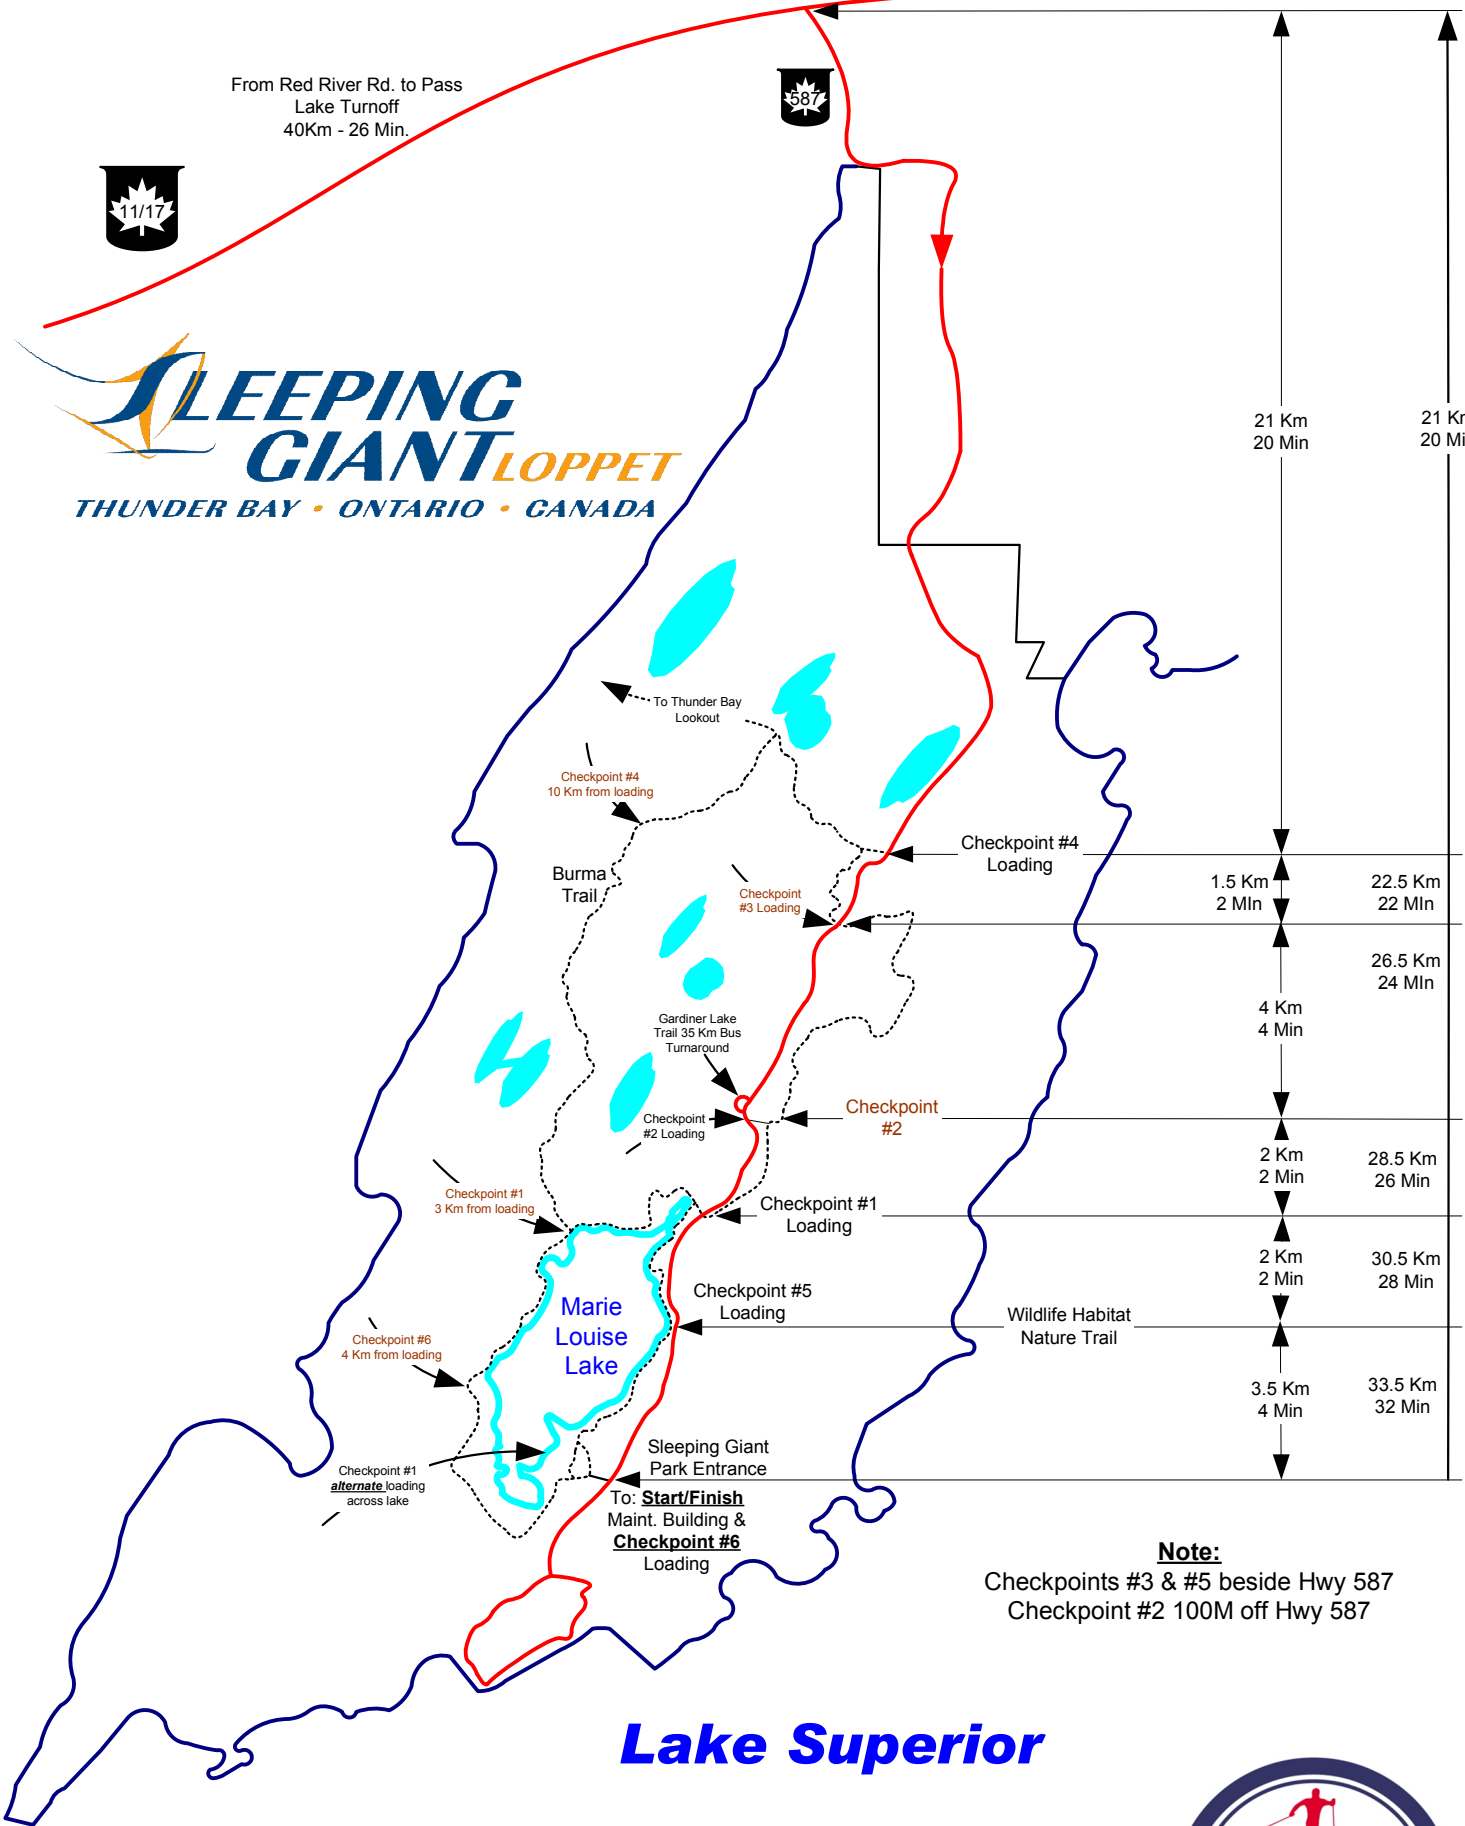 From Red River Rd. to Pass
Lake Turnoff
40Km - 26 Min.
587
11/17
SLEEPING
GIANT LOPPET
THUNDER BAY • ONTARIO • CANADA
21 Km
20 Min
21 Km
20 Mi
To Thunder Bay
Lookout
Checkpoint #4
10 Km from loading
Checkpoint #4
Loading
Burma
Trail
Checkpoint
#3 Loading
1.5 Km
2 MIn
22.5 Km
22 MIn
26.5 Km
24 MIn
4 Km
4 Min
Gardiner Lake
Trail 35 Km Bus
Turnaround
Checkpoint
#2 Loading
Checkpoint
#2
2 Km
2 Min
28.5 Km
26 Min
Checkpoint #1
3 Km from loading
Checkpoint #1
Loading
2 Km
2 Min
30.5 Km
28 Min
Checkpoint #5
Loading
Marie
Louise
Lake
Wildlife Habitat
Nature Trail
Checkpoint #6
4 Km from loading
3.5 Km
4 Min
33.5 Km
32 Min
Sleeping Giant
Park Entrance
Checkpoint #1
alternate loading
across lake
To: Start/Finish
Maint. Building &
Checkpoint #6
Loading
Note:
Checkpoints #3 & #5 beside Hwy 587
Checkpoint #2 100M off Hwy 587
Lake Superior